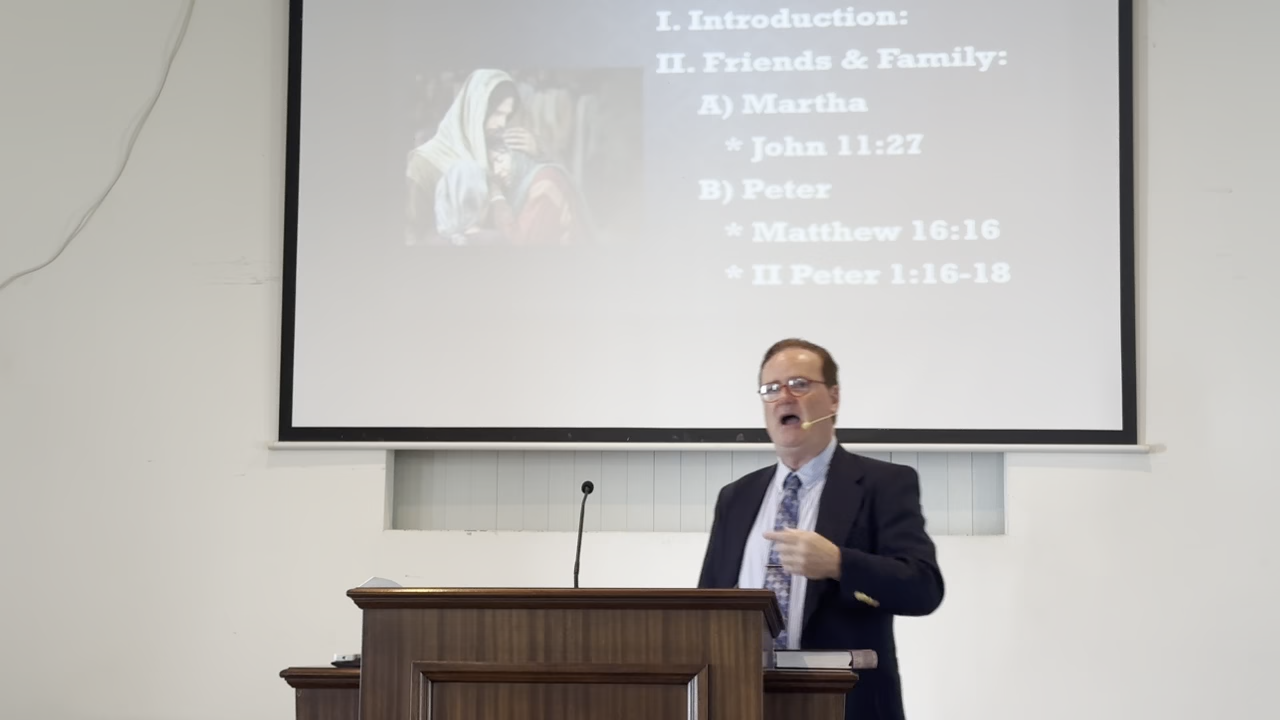 I. Introduction:
II. Friends & Family:
A) Martha
* John 11:27
B) Peter
* Matthew 16:16
* II Peter 1:16-18